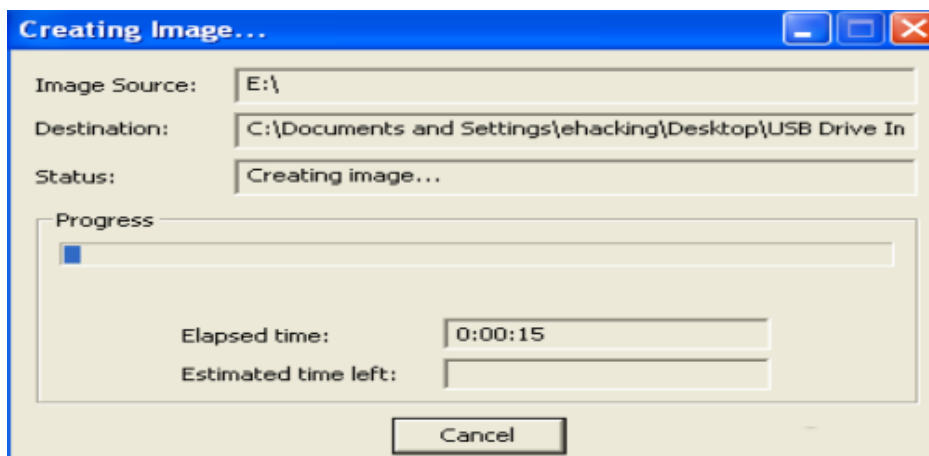 Creating Image...
Image Source: E:\
Destination: C:\Documents and Settings\ehacking\Desktop\USB Drive In
Status: Creating image...
Progress
Elapsed time: 0:00:15
Estimated time left:
Cancel